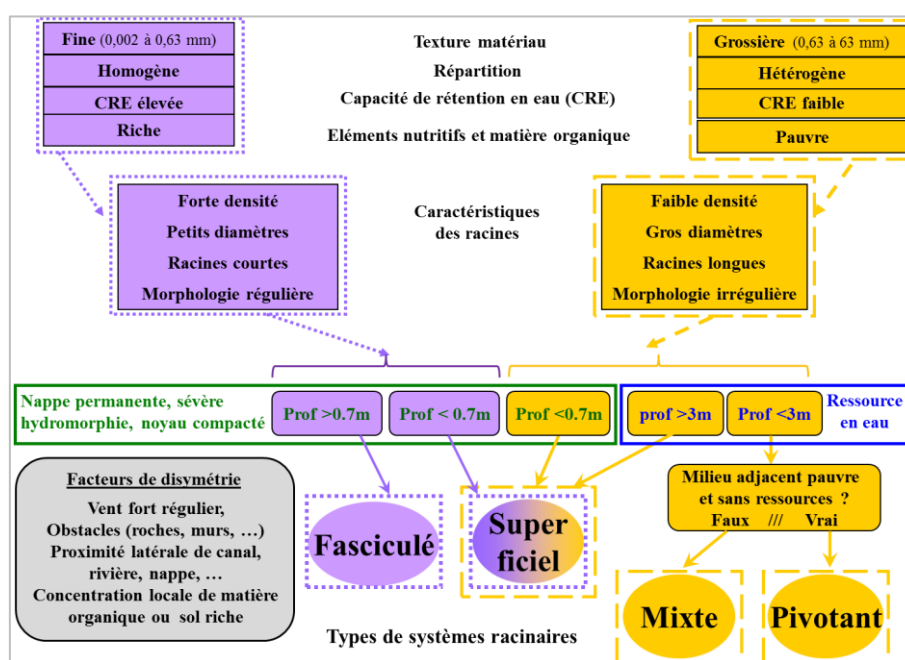 Fine (0,002 à 0,63 mm)
Texture matériau
Grossière (0,63 à 63 mm)
Homogène
Répartition
Hétérogène
CRE élevée
Capacité de rétention en eau (CRE)
CRE faible
Riche
Eléments nutritifs et matière organique
Pauvre
Forte densité
Petits diamètres
Racines courtes
Morphologie régulière
Caractéristiques
des racines
Faible densité
Gros diamètres
Racines longues
Morphologie irrégulière
Nappe permanente, sévère
hydromorphie, noyau compacté
Prof >0.7m
Prof < 0.7m
Prof <0.7m
prof >3m
Prof <3m
Ressource
en eau
Facteurs de disymétrie
Vent fort régulier,
Obstacles (roches, murs, …)
Proximité latérale de canal,
rivière, nappe, …
Concentration locale de matière
organique ou sol riche
Milieu adjacent pauvre
et sans ressources ?
Faux /// Vrai
Fasciculé
Super
ficiel
Mixte
Pivotant
Types de systèmes racinaires